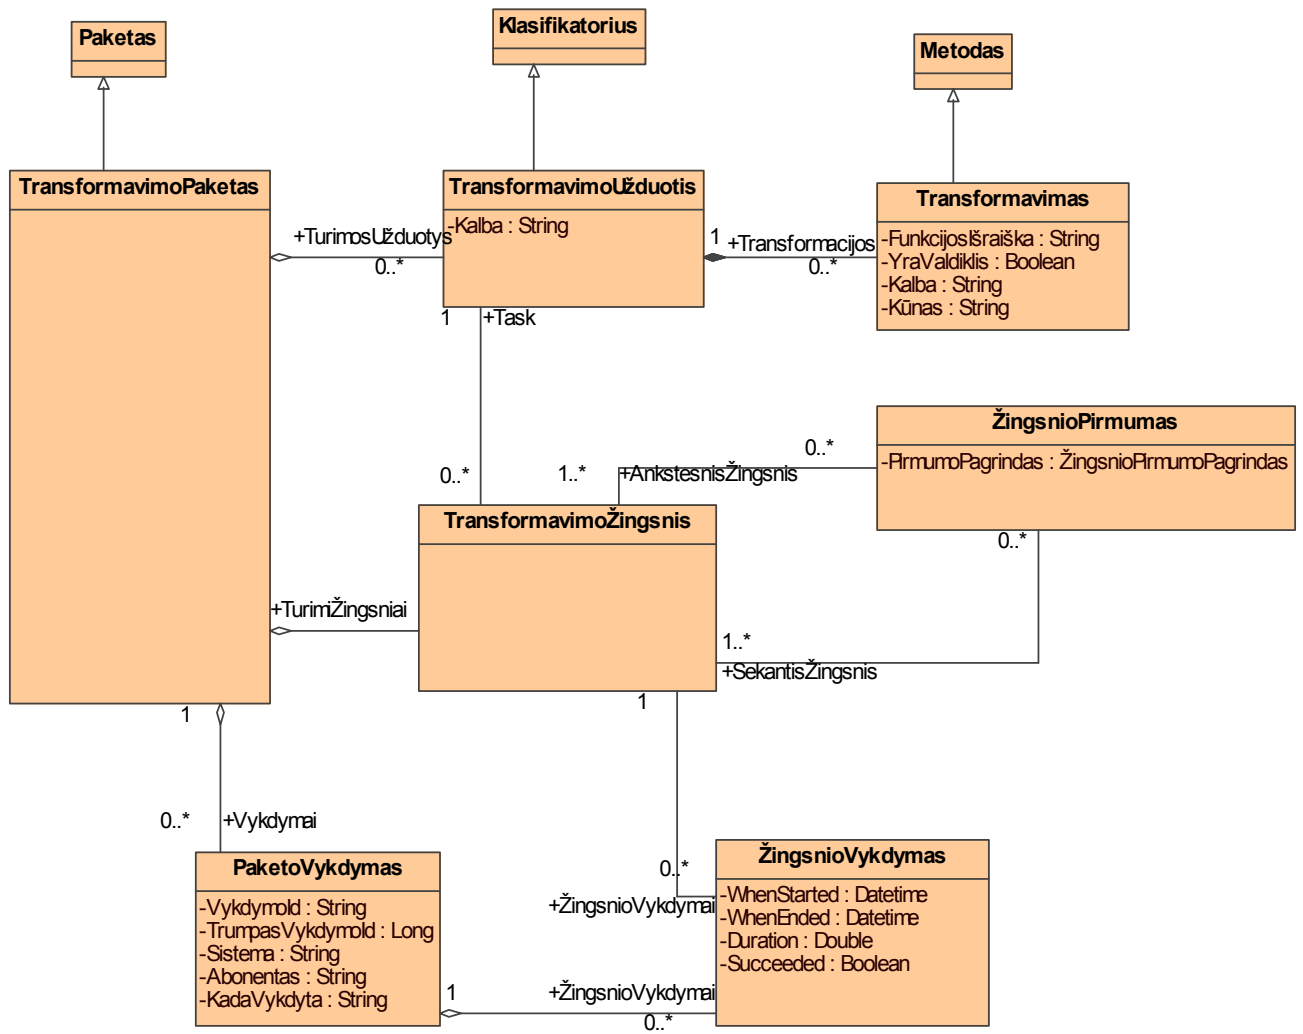 Paketas
Klasifikatorius
Metodas
TransformavimoPaketas
TransformavimoUžduotis
-Kalba : String
Transformavimas
-FunkcijosIšraiška : String
-YraValdiklis : Boolean
-Kalba : String
-Kūnas : String
+TurimosUžduotys
0..*
1
+Transformacijos
0..*
1
+Task
0..*
ŽingsnioPirmumas
-PirmumoPagrindas : ŽingsnioPirmumoPagrindas
0..*
1..*
+AnkstesnisŽingsnis
TransformavimoŽingsnis
0..*
+TurimiŽingsniai
1..*
+SekantisŽingsnis
1
1
0..*
+Vykdymai
PaketoVykdymas
-VykdymoId : String
-TrumpasVykdymoId : Long
-Sistema : String
-Abonentas : String
-KadaVykdyta : String
ŽingsnioVykdymas
-WhenStarted : Datetime
-WhenEnded : Datetime
-Duration : Double
-Succeeded : Boolean
0..*
+ŽingsnioVykdymai
1
+ŽingsnioVykdymai
0..*